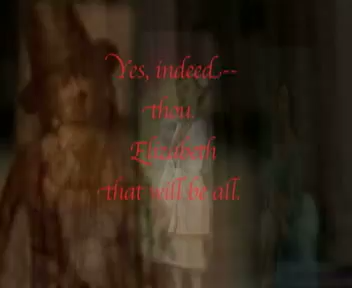 Yes, indeed--
thou
Elizabeth
that will be all.